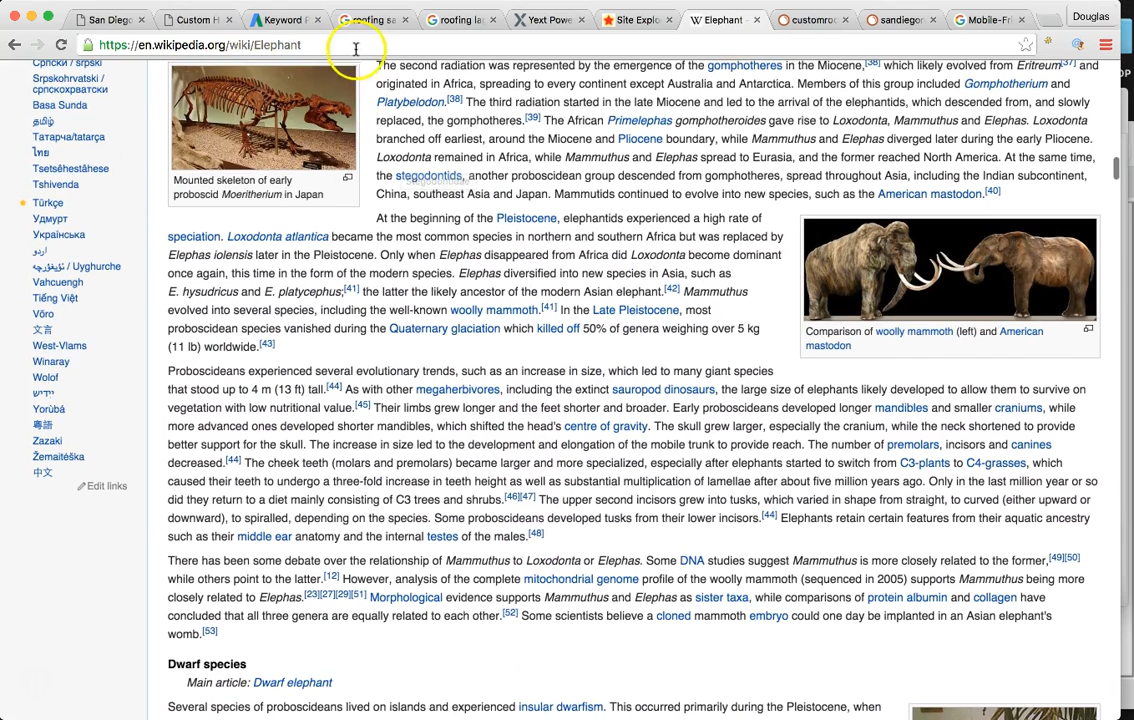 San Diego
Custom H
Keyword P
roofing sa
roofing la
Yext Powe
Site Explo
Elephant -
customroc
sandiegor
Mobile-Fri
Douglas
https://en.wikipedia.org/wiki/Elephant
Српски / srpski
Srpskohrvatski /
српскохрватски
Basa Sunda
தமிழ்
Татарча/tatarça
ไทย
Tsetsêhestâhese
Tshivenda
Türkçe
Удмурт
Українська
اردو
ئۇيغۇرچە / Uyghurche
Vahcuengh
Tiếng Việt
Võro
文言
West-Vlams
Winaray
Wolof
ייִדיש
Yorùbá
粵語
Zazaki
Žemaitėška
中文
Edit links
Mounted skeleton of early
proboscid Moeritherium in Japan
The second radiation was represented by the emergence of the gomphotheres in the Miocene,[38] which likely evolved from Eritreum[37] and
originated in Africa, spreading to every continent except Australia and Antarctica. Members of this group included Gomphotherium and
Platybelodon.[38] The third radiation started in the late Miocene and led to the arrival of the elephantids, which descended from, and slowly
replaced, the gomphotheres.[39] The African Primelephas gomphotheroides gave rise to Loxodonta, Mammuthus and Elephas. Loxodonta
branched off earliest, around the Miocene and Pliocene boundary, while Mammuthus and Elephas diverged later during the early Pliocene.
Loxodonta remained in Africa, while Mammuthus and Elephas spread to Eurasia, and the former reached North America. At the same time,
the stegodontids, another proboscidean group descended from gomphotheres, spread throughout Asia, including the Indian subcontinent,
Stegodontidae
China, southeast Asia and Japan. Mammutids continued to evolve into new species, such as the American mastodon.[40]
At the beginning of the Pleistocene, elephantids experienced a high rate of
speciation. Loxodonta atlantica became the most common species in northern and southern Africa but was replaced by
Elephas iolensis later in the Pleistocene. Only when Elephas disappeared from Africa did Loxodonta become dominant
once again, this time in the form of the modern species. Elephas diversified into new species in Asia, such as
E. hysudricus and E. platycephus;[41] the latter the likely ancestor of the modern Asian elephant.[42] Mammuthus
evolved into several species, including the well-known woolly mammoth.[41] In the Late Pleistocene, most
proboscidean species vanished during the Quaternary glaciation which killed off 50% of genera weighing over 5 kg
(11 lb) worldwide.[43]
Comparison of woolly mammoth (left) and American
mastodon
Proboscideans experienced several evolutionary trends, such as an increase in size, which led to many giant species
that stood up to 4 m (13 ft) tall.[44] As with other megaherbivores, including the extinct sauropod dinosaurs, the large size of elephants likely developed to allow them to survive on
vegetation with low nutritional value.[45] Their limbs grew longer and the feet shorter and broader. Early proboscideans developed longer mandibles and smaller craniums, while
more advanced ones developed shorter mandibles, which shifted the head's centre of gravity. The skull grew larger, especially the cranium, while the neck shortened to provide
better support for the skull. The increase in size led to the development and elongation of the mobile trunk to provide reach. The number of premolars, incisors and canines
decreased.[44] The cheek teeth (molars and premolars) became larger and more specialized, especially after elephants started to switch from C3-plants to C4-grasses, which
caused their teeth to undergo a three-fold increase in teeth height as well as substantial multiplication of lamellae after about five million years ago. Only in the last million year or so
did they return to a diet mainly consisting of C3 trees and shrubs.[46][47] The upper second incisors grew into tusks, which varied in shape from straight, to curved (either upward or
downward), to spiralled, depending on the species. Some proboscideans developed tusks from their lower incisors.[44] Elephants retain certain features from their aquatic ancestry
such as their middle ear anatomy and the internal testes of the males.[48]
There has been some debate over the relationship of Mammuthus to Loxodonta or Elephas. Some DNA studies suggest Mammuthus is more closely related to the former,[49][50]
while others point to the latter.[12] However, analysis of the complete mitochondrial genome profile of the woolly mammoth (sequenced in 2005) supports Mammuthus being more
closely related to Elephas.[23][27][29][51] Morphological evidence supports Mammuthus and Elephas as sister taxa, while comparisons of protein albumin and collagen have
concluded that all three genera are equally related to each other.[52] Some scientists believe a cloned mammoth embryo could one day be implanted in an Asian elephant's
womb.[53]
Dwarf species
Main article: Dwarf elephant
Several species of proboscideans lived on islands and experienced insular dwarfism. This occurred primarily during the Pleistocene, when